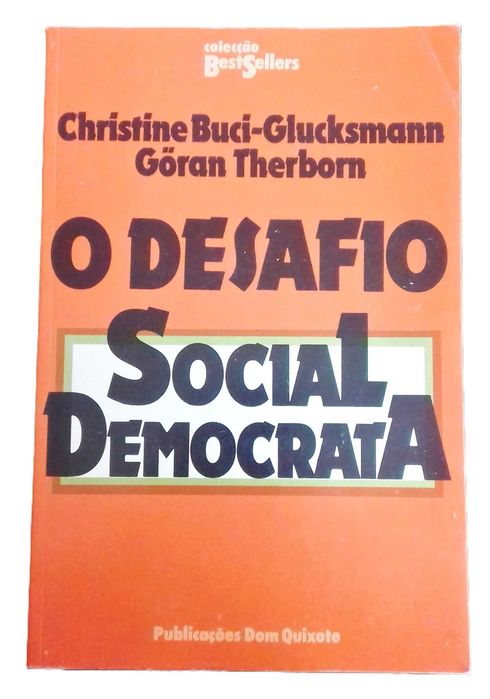 colecção
BestSellers
Christine Buci-Glucksmann
Göran Therborn
O DESAFIO
SOCIAL
DEMOCRATA
Publicações Dom Quixote